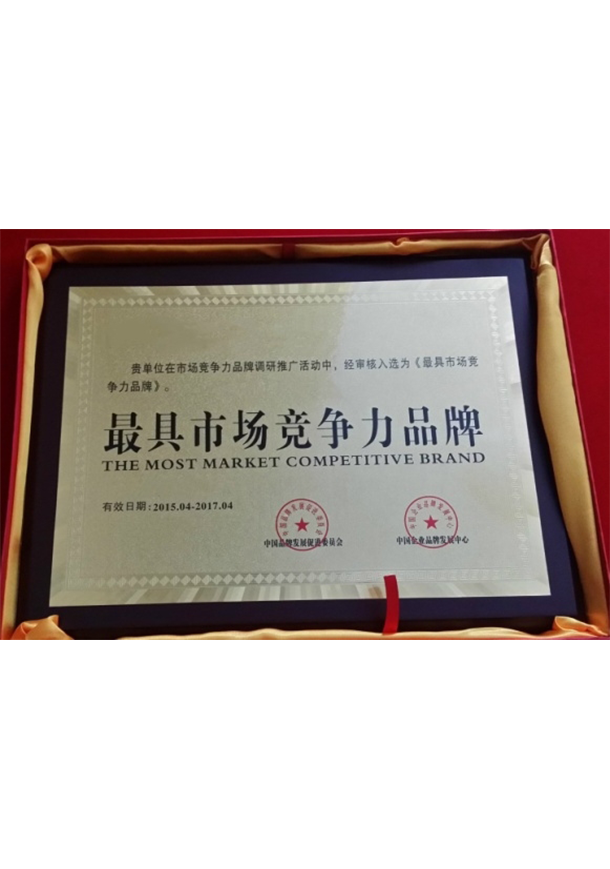 贵单位在市场竞争力品牌调研推广活动中，经审核入选为《最具市场竞
争力品牌》。
最具市场竞争力品牌
THE MOST MARKET COMPETITIVE BRAND
有效日期：2015.04-2017.04
中国品牌发展促进委员会
中国企业品牌发展中心